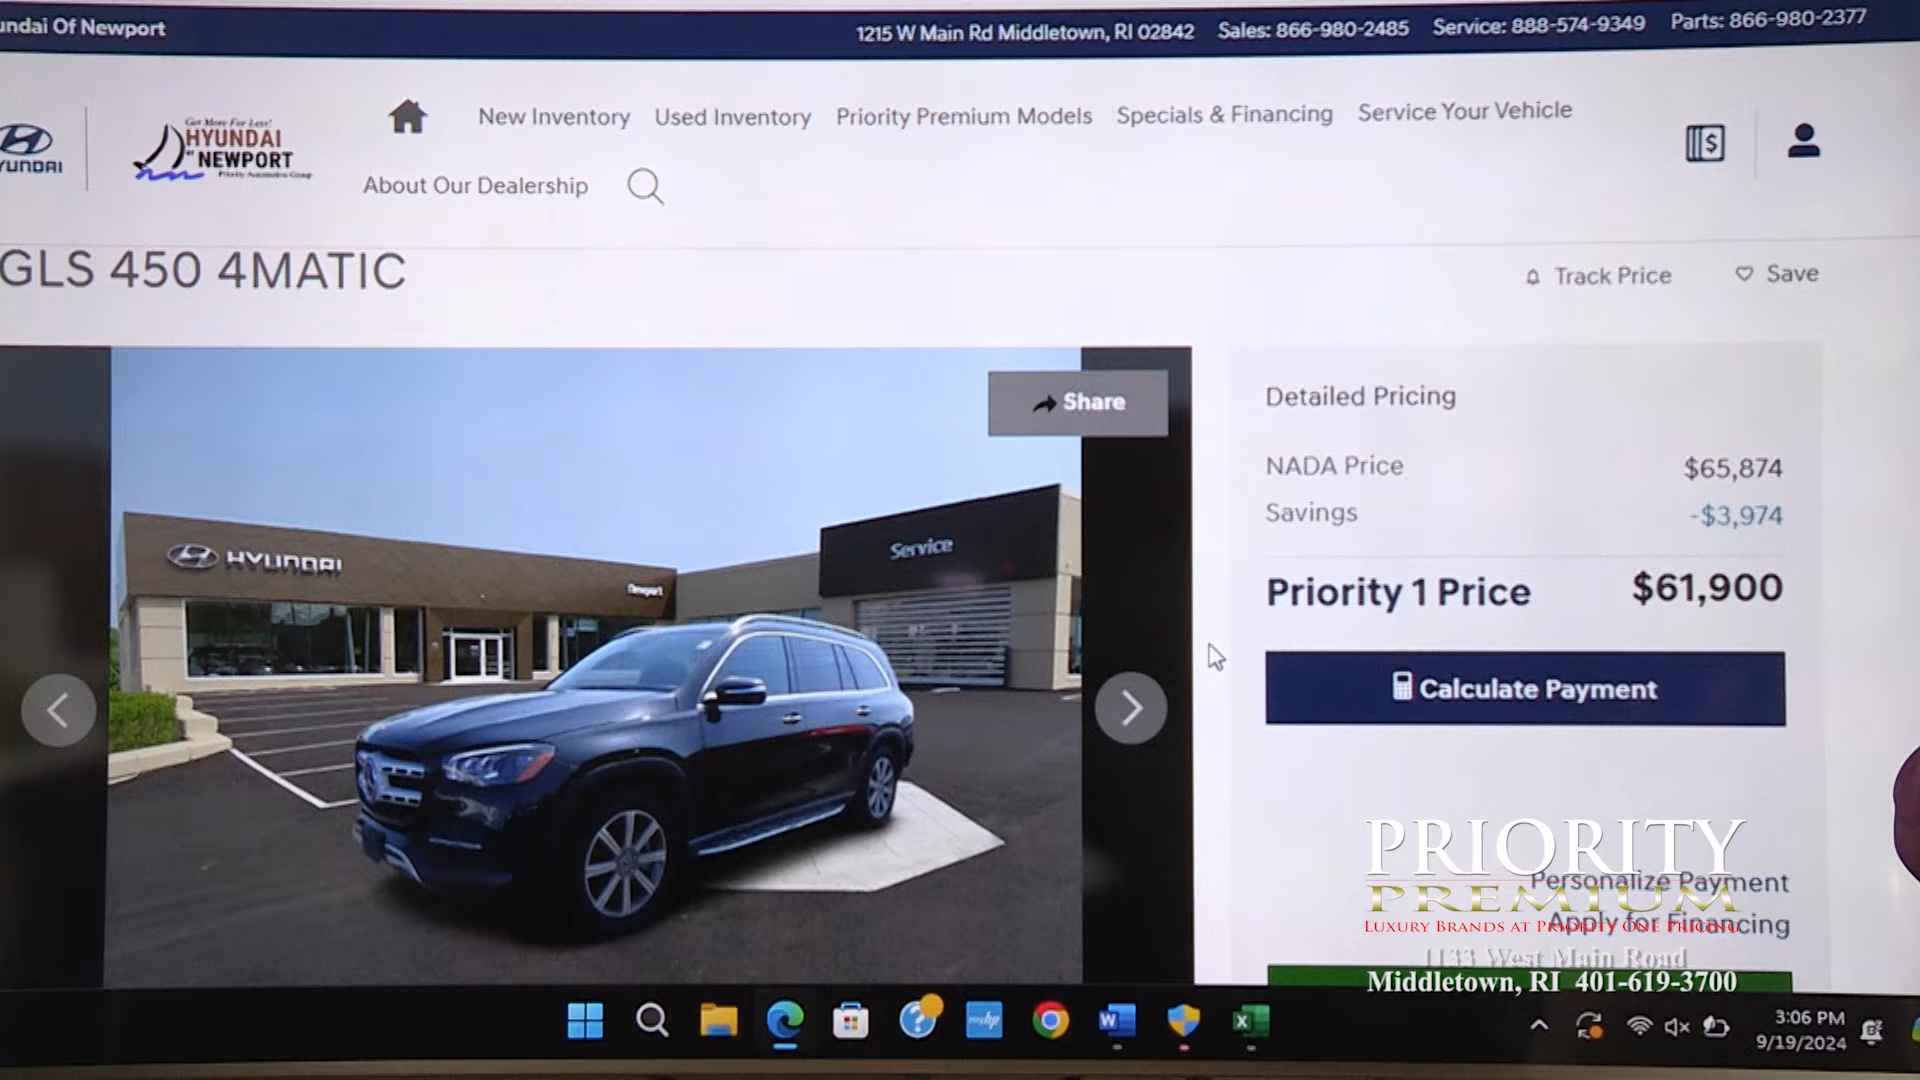 undai Of Newport
1215 W Main Rd Middletown, RI 02842 Sales: 866-980-2485 Service: 888-574-9349 Parts: 866-980-2377
YUNDAI
Get More For Less!
HYUNDAI
OF NEWPORT
Priority Automotive Group
New Inventory Used Inventory Priority Premium Models Specials & Financing Service Your Vehicle
About Our Dealership
GLS 450 4MATIC
Track Price Save
Share
HYUNDAI
Newport
Service
Detailed Pricing
NADA Price $65,874
Savings -$3,974
Priority 1 Price $61,900
Calculate Payment
Personalize Payment
Apply for Financing
PRIORITY
PREMIUM
LUXURY BRANDS AT PRIORITY ONE PRICING
1133 West Main Road
Middletown, RI 401-619-3700
3:06 PM
9/19/2024